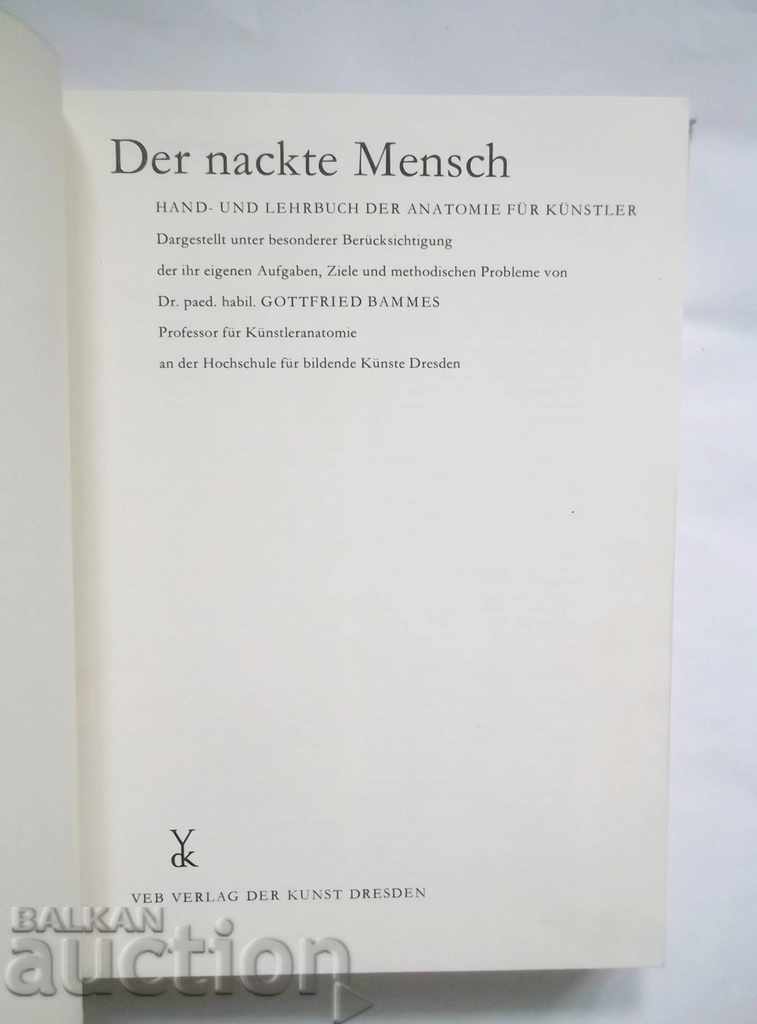 Der nackte Mensch
HAND- UND LEHRBUCH DER ANATOMIE FÜR KÜNSTLER
Dargestellt unter besonderer Berücksichtigung
der ihr eigenen Aufgaben, Ziele und methodischen Probleme von
Dr. paed. habil. GOTTFRIED BAMMES
Professor für Künstleranatomie
an der Hochschule für bildende Künste Dresden
V
dk
VEB VERLAG DER KUNST DRESDEN
BALKAN
auction